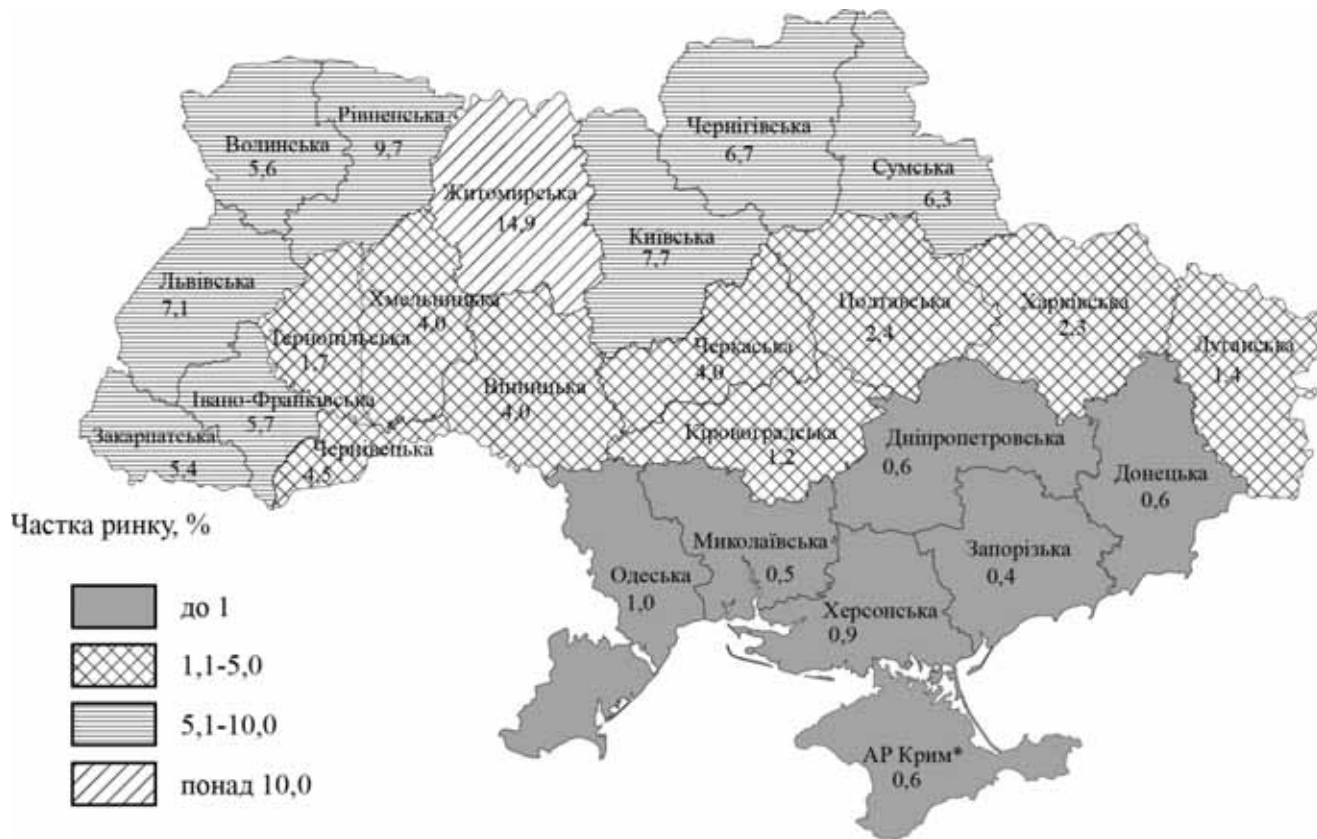 Рівненська
9,7
Волинська
5,6
Житомирська
14,9
Чернігівська
6,7
Сумська
6,3
Київська
7,7
Львівська
7,1
Хмельницька
4,0
Тернопільська
1,7
Вінницька
4,0
Черкаська
4,0
Полтавська
2,4
Харківська
2,3
Луганська
1,4
Івано-Франківська
5,7
Закарпатська
5,4
Чернівецька
4,5
Кіровоградська
1,2
Дніпропетровська
0,6
Донецька
0,6
Запорізька
0,4
Миколаївська
0,5
Одеська
1,0
Херсонська
0,9
АР Крим*
0,6
Частка ринку, %
до 1
1,1-5,0
5,1-10,0
понад 10,0